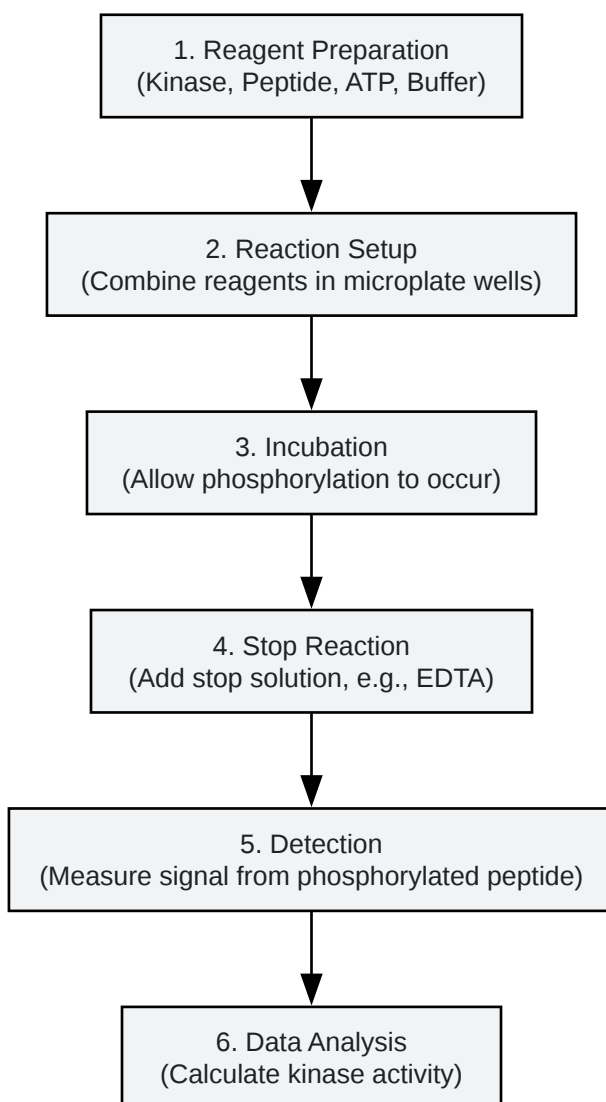 1. Reagent Preparation
(Kinase, Peptide, ATP, Buffer)
2. Reaction Setup
(Combine reagents in microplate wells)
3. Incubation
(Allow phosphorylation to occur)
4. Stop Reaction
(Add stop solution, e.g., EDTA)
5. Detection
(Measure signal from phosphorylated peptide)
6. Data Analysis
(Calculate kinase activity)